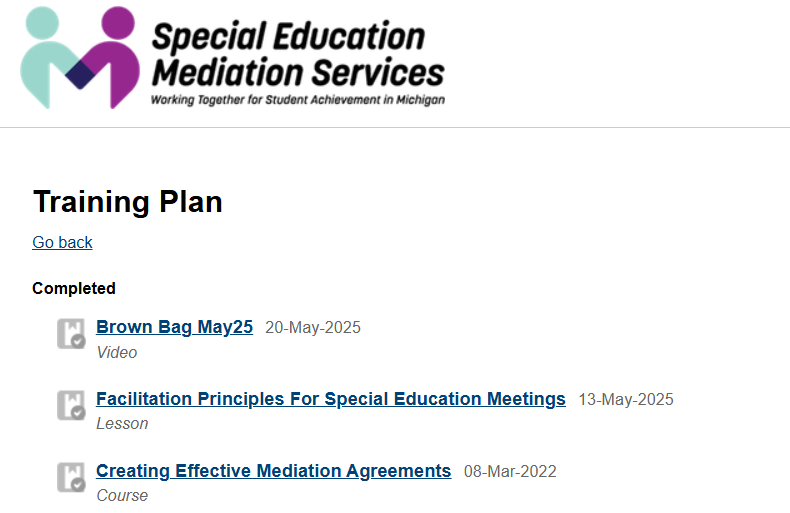 Special Education
Mediation Services
Working Together for Student Achievement in Michigan
Training Plan
Go back
Completed
Brown Bag May25 20-May-2025
Video
Facilitation Principles For Special Education Meetings 13-May-2025
Lesson
Creating Effective Mediation Agreements 08-Mar-2022
Course